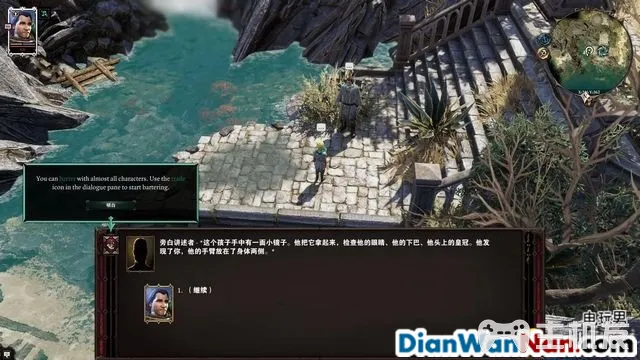 You can barter with almost all characters. Use the trade
icon in the dialogue pane to start bartering.
明白
旁白讲述者 - *这个孩子手中有一面小镜子。他把它拿起来，检查他的眼睛、他的下巴、他头上的皇冠。他发
现了你，他的手臂放在了身体两侧。*
1. （继续）
电玩男
DianWanNan.com